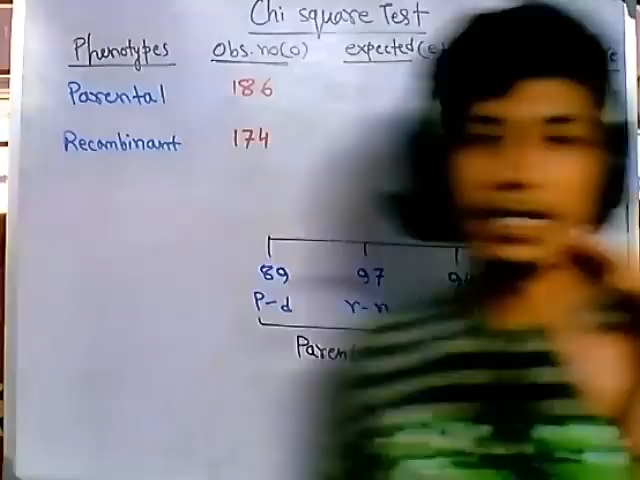 Chi square Test
Phenotypes Obs.no(o) expected(e
Parental 186
Recombinant 174
89 97
P-d r-n
Paren